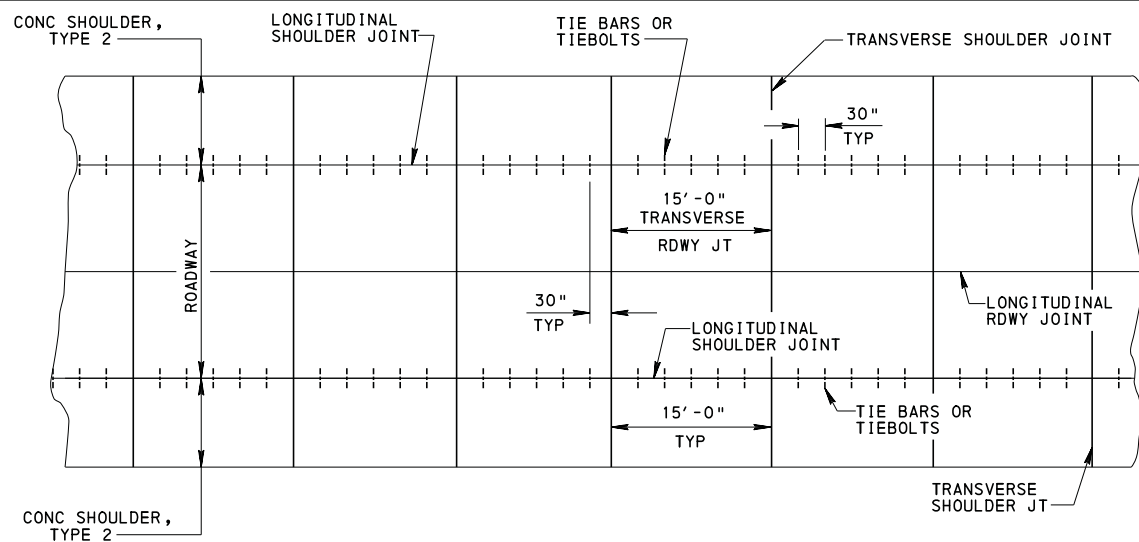 CONC SHOULDER,
TYPE 2
LONGITUDINAL
SHOULDER JOINT
TIE BARS OR
TIEBOLTS
TRANSVERSE SHOULDER JOINT
30"
TYP
15'-0"
TRANSVERSE
RDWY JT
ROADWAY
30"
TYP
LONGITUDINAL
RDWY JOINT
LONGITUDINAL
SHOULDER JOINT
15'-0"
TYP
TIE BARS OR
TIEBOLTS
TRANSVERSE
SHOULDER JT
CONC SHOULDER,
TYPE 2